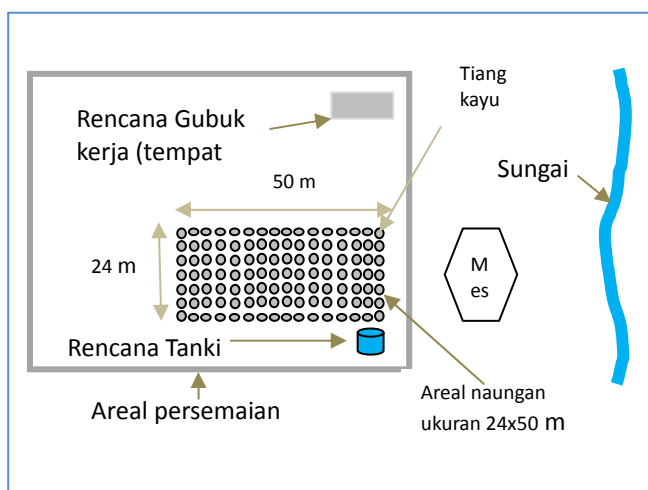 Tiang
kayu
Rencana Gubuk
kerja (tempat
50 m
Sungai
24 m
M
es
Rencana Tanki
Areal persemaian
Areal naungan
ukuran 24x50 m